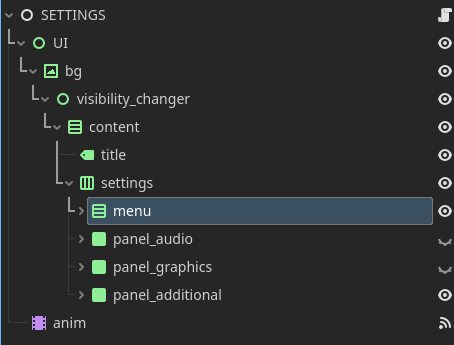 SETTINGS
UI
bg
visibility_changer
content
title
settings
menu
panel_audio
panel_graphics
panel_additional
anim